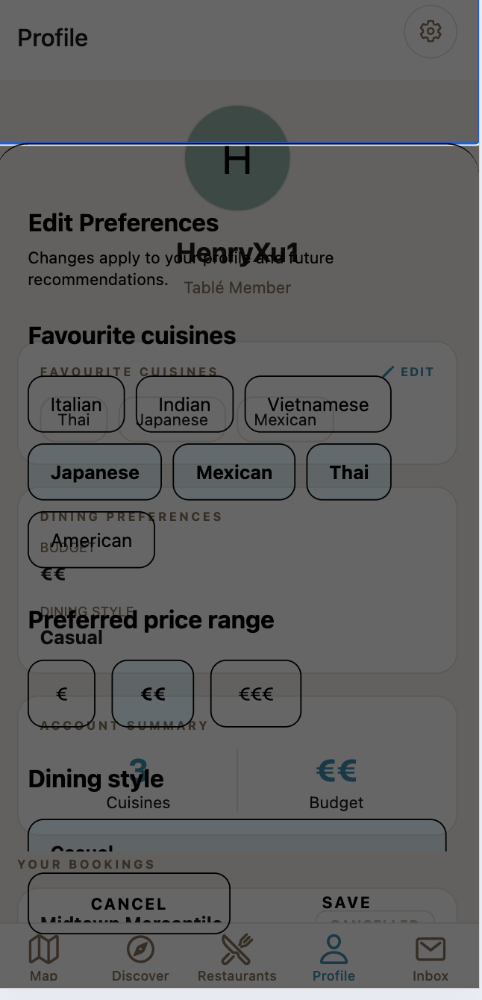 Profile
H
Edit Preferences
HenryXu1
Changes apply to your profile and future
recommendations.
Tablé Member
Favourite cuisines
FAVOURITE CUISINES
EDIT
Italian Indian Vietnamese
Thai Japanese Mexican
Japanese Mexican Thai
DINING PREFERENCES
American
BUDGET
€€
DINING STYLE
Preferred price range
Casual
€ €€ €€€
ACCOUNT SUMMARY
3 €€
Dining style
Cuisines Budget
Casual
YOUR BOOKINGS
CANCEL SAVE
Midtown Mercantile
CANCELLED
Map Discover Restaurants Profile Inbox